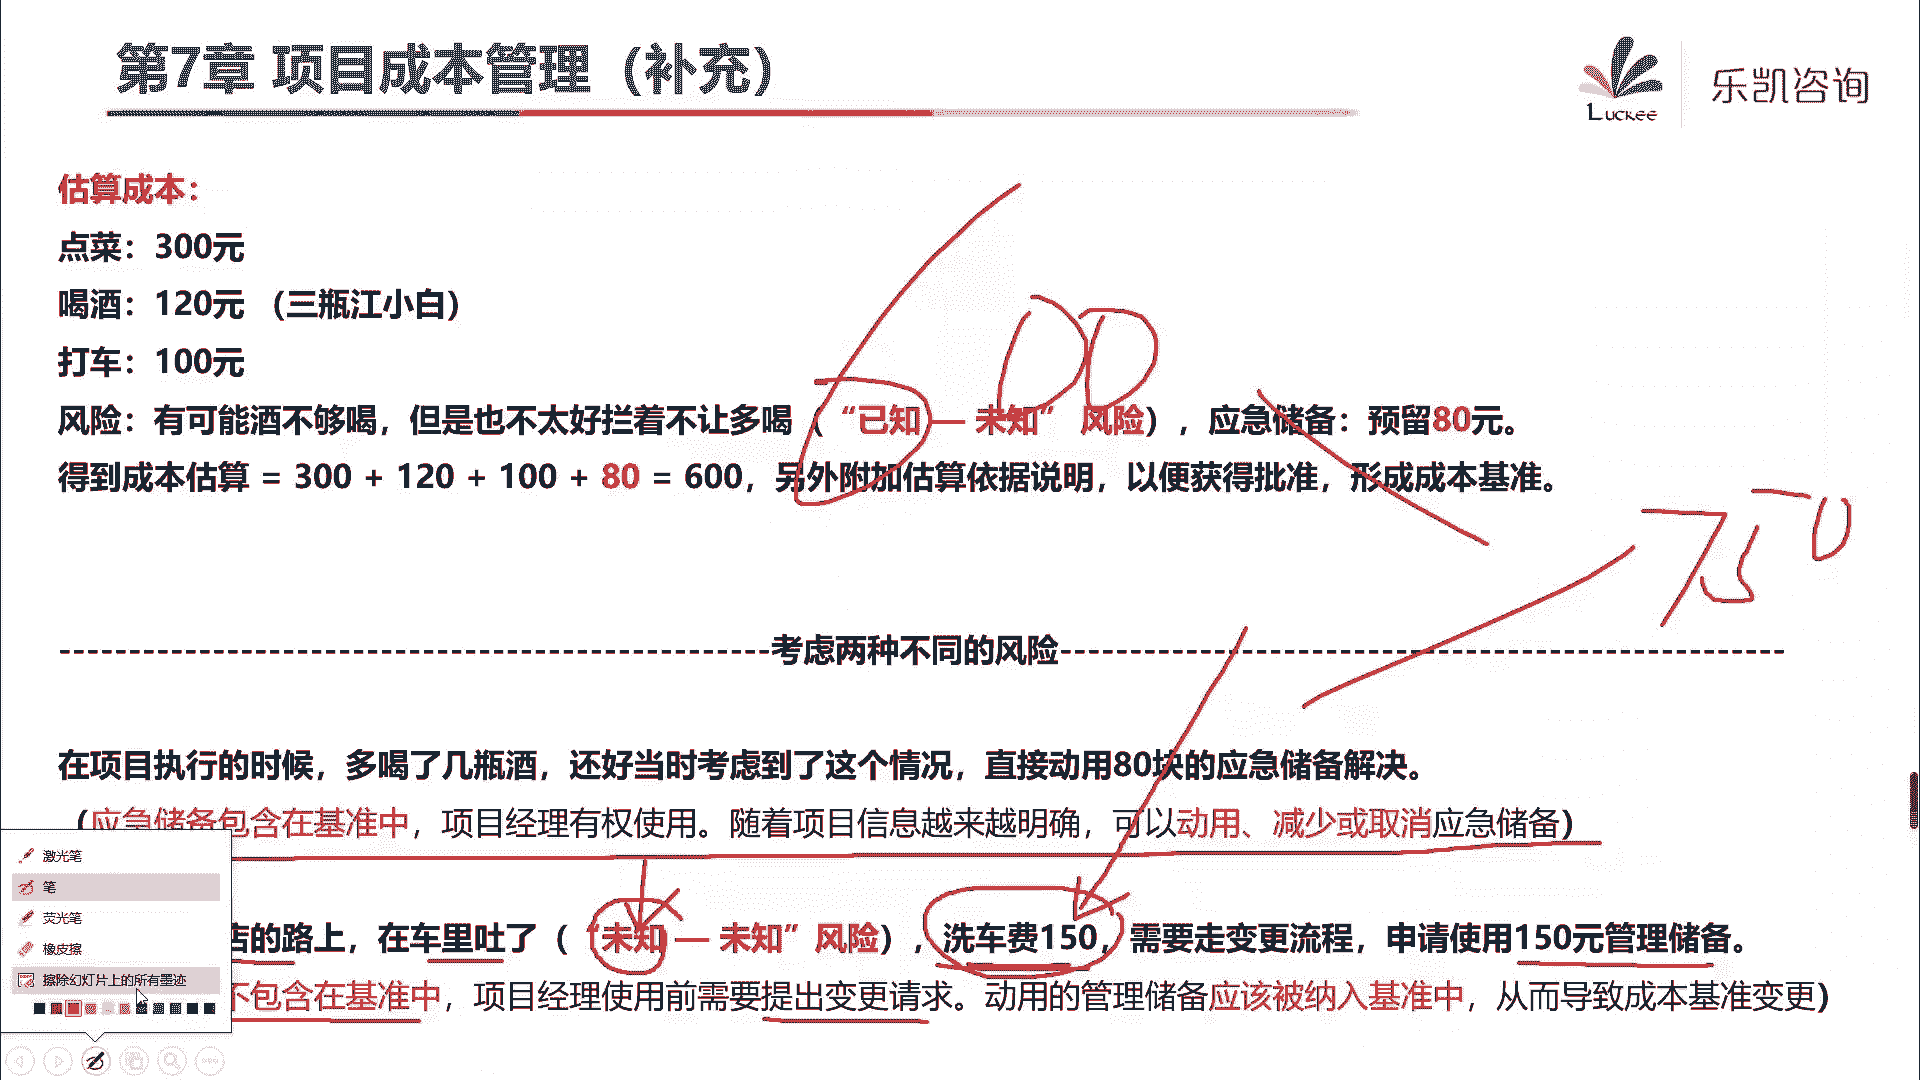 第7章 项目成本管理（补充）
Luckee
乐凯咨询
估算成本：
点菜：300元
喝酒：120元 （三瓶江小白）
打车：100元
风险：有可能酒不够喝，但是也不太好拦着不让多喝（“已知 — 未知” 风险），应急储备：预留80元。
得到成本估算 = 300 + 120 + 100 + 80 = 600，另外附加估算依据说明，以便获得批准，形成成本基准。
750
考虑两种不同的风险
在项目执行的时候，多喝了几瓶酒，还好当时考虑到了这个情况，直接动用80块的应急储备解决。
（应急储备包含在基准中，项目经理有权使用。随着项目信息越来越明确，可以动用、减少或取消应急储备）
店的路上，在车里吐了（“未知 — 未知” 风险），洗车费150，需要走变更流程，申请使用150元管理储备。
不包含在基准中，项目经理使用前需要提出变更请求。动用的管理储备应该被纳入基准中，从而导致成本基准变更）
激光笔
笔
荧光笔
橡皮擦
擦除幻灯片上的所有墨迹